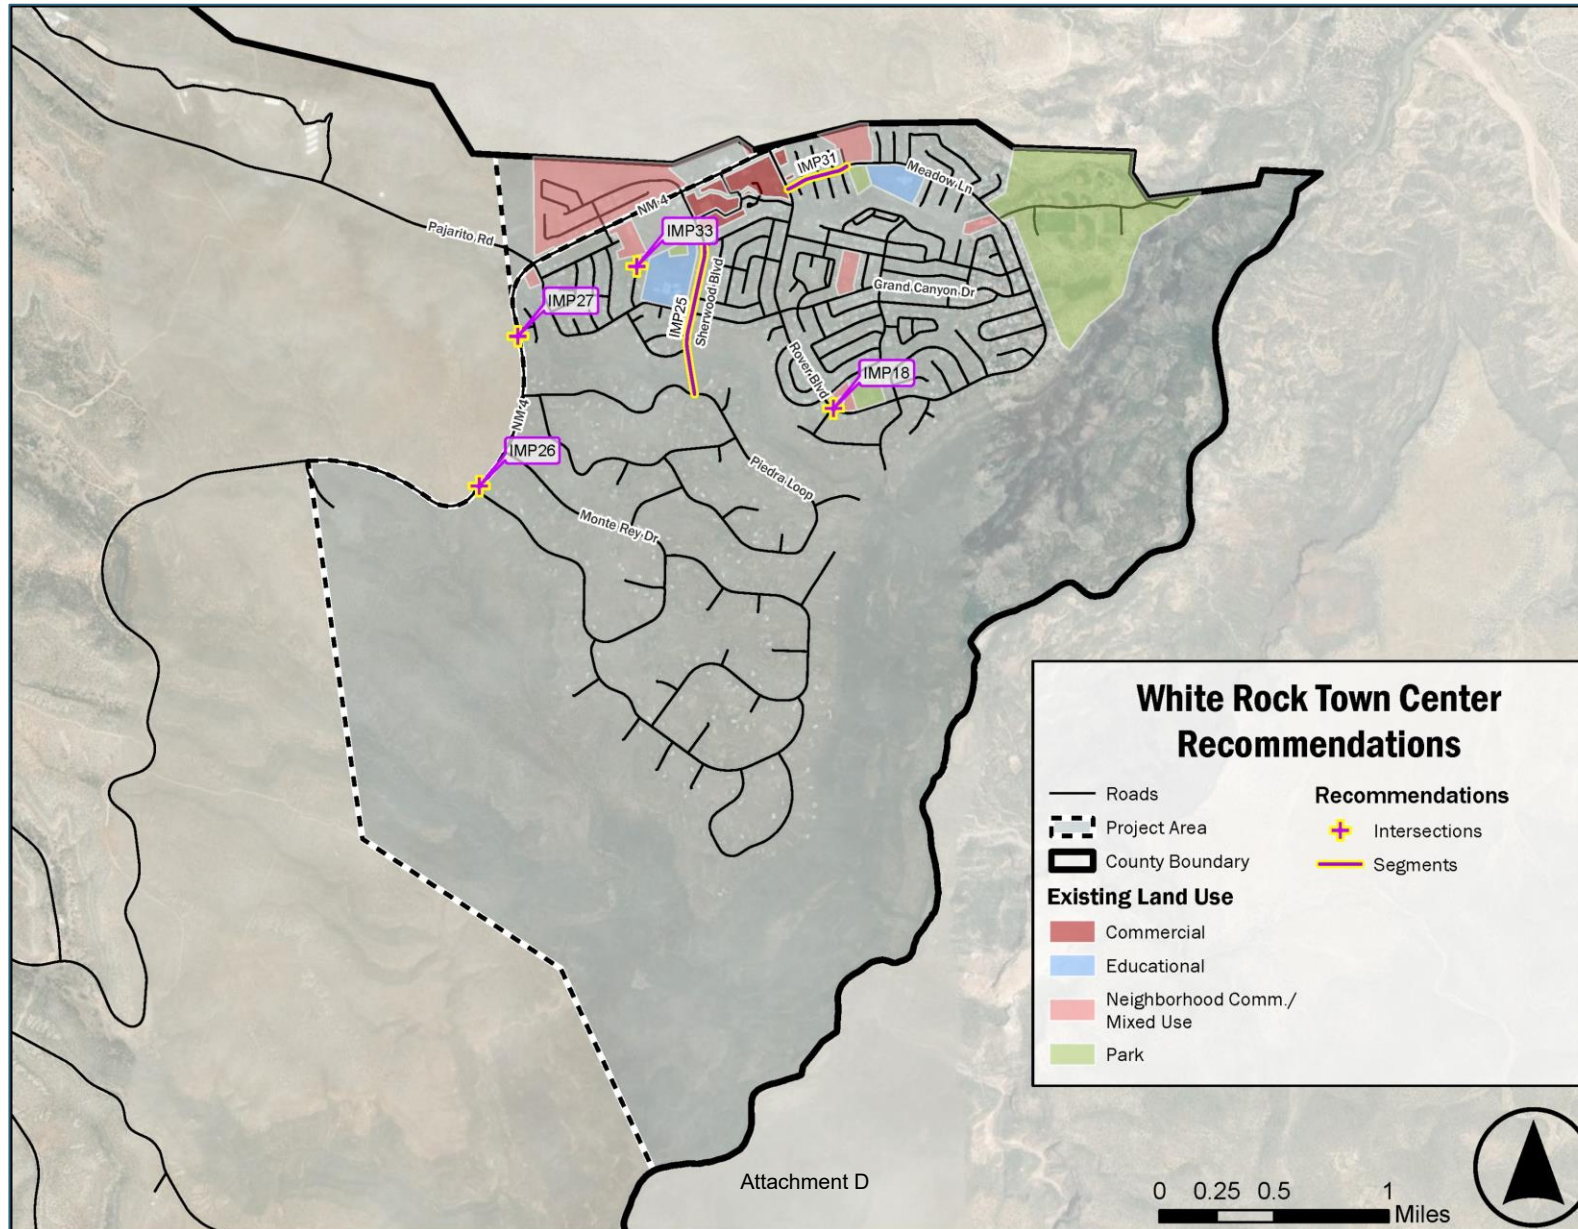 IMP31
Meadow Ln
NM 4
Pajarito Rd
IMP33
IMP27
IMP25
Sherwood Blvd
Grand Canyon Dr
Rover Blvd
IMP18
NM 4
IMP26
Piedra Loop
Monte Rey Dr
White Rock Town Center
Recommendations
Roads
Project Area
County Boundary
Existing Land Use
Commercial
Educational
Neighborhood Comm./
Mixed Use
Park
Recommendations
Intersections
Segments
Attachment D
0 0.25 0.5 1
Miles